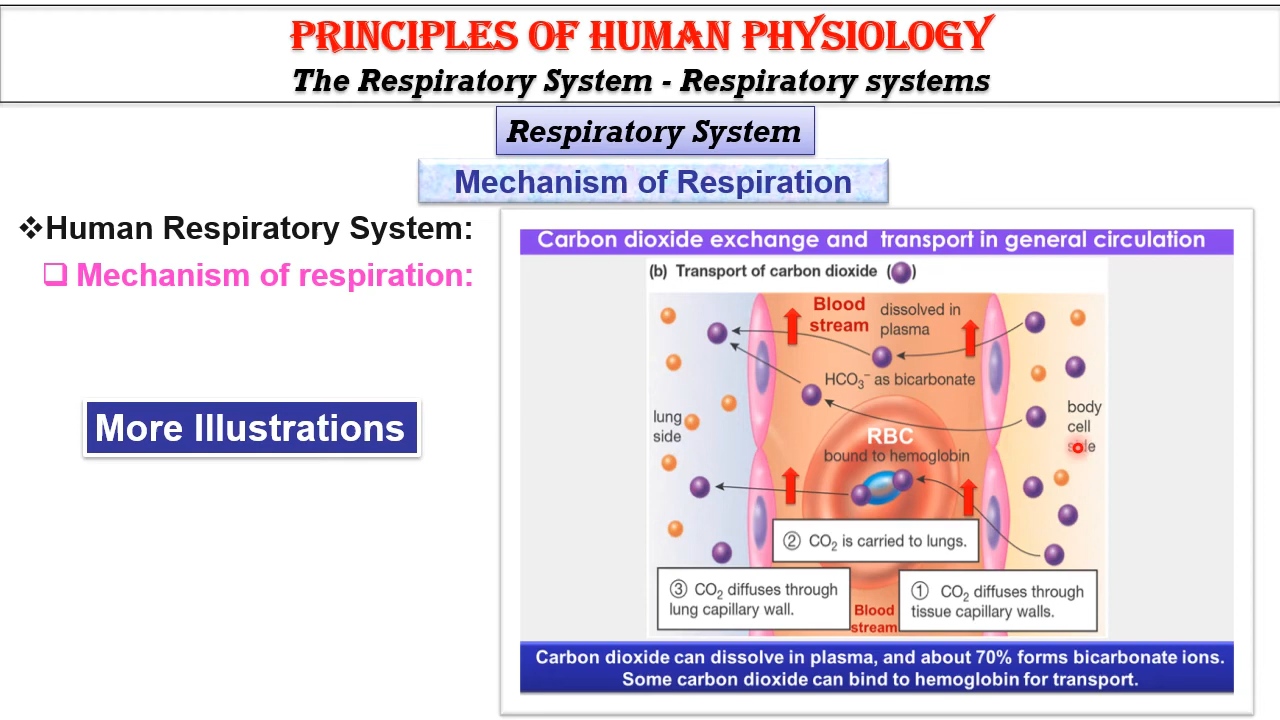 PRINCIPLES OF HUMAN PHYSIOLOGY
The Respiratory System - Respiratory systems
Respiratory System
Mechanism of Respiration
❖Human Respiratory System:
❑ Mechanism of respiration:
More Illustrations
Carbon dioxide exchange and transport in general circulation
(b) Transport of carbon dioxide ( )
Blood
stream
dissolved in
plasma
HCO₃⁻ as bicarbonate
lung
side
body
cell
side
RBC
bound to hemoglobin
② CO₂ is carried to lungs.
③ CO₂ diffuses through
lung capillary wall.
① CO₂ diffuses through
tissue capillary walls.
Blood
stream
Carbon dioxide can dissolve in plasma, and about 70% forms bicarbonate ions.
Some carbon dioxide can bind to hemoglobin for transport.